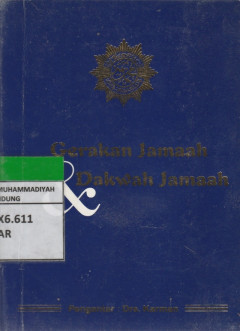 Gerakan Jamaah
& Dakwah Jamaah
MUHAMMADIYAH
DUNG
X6.611
AR